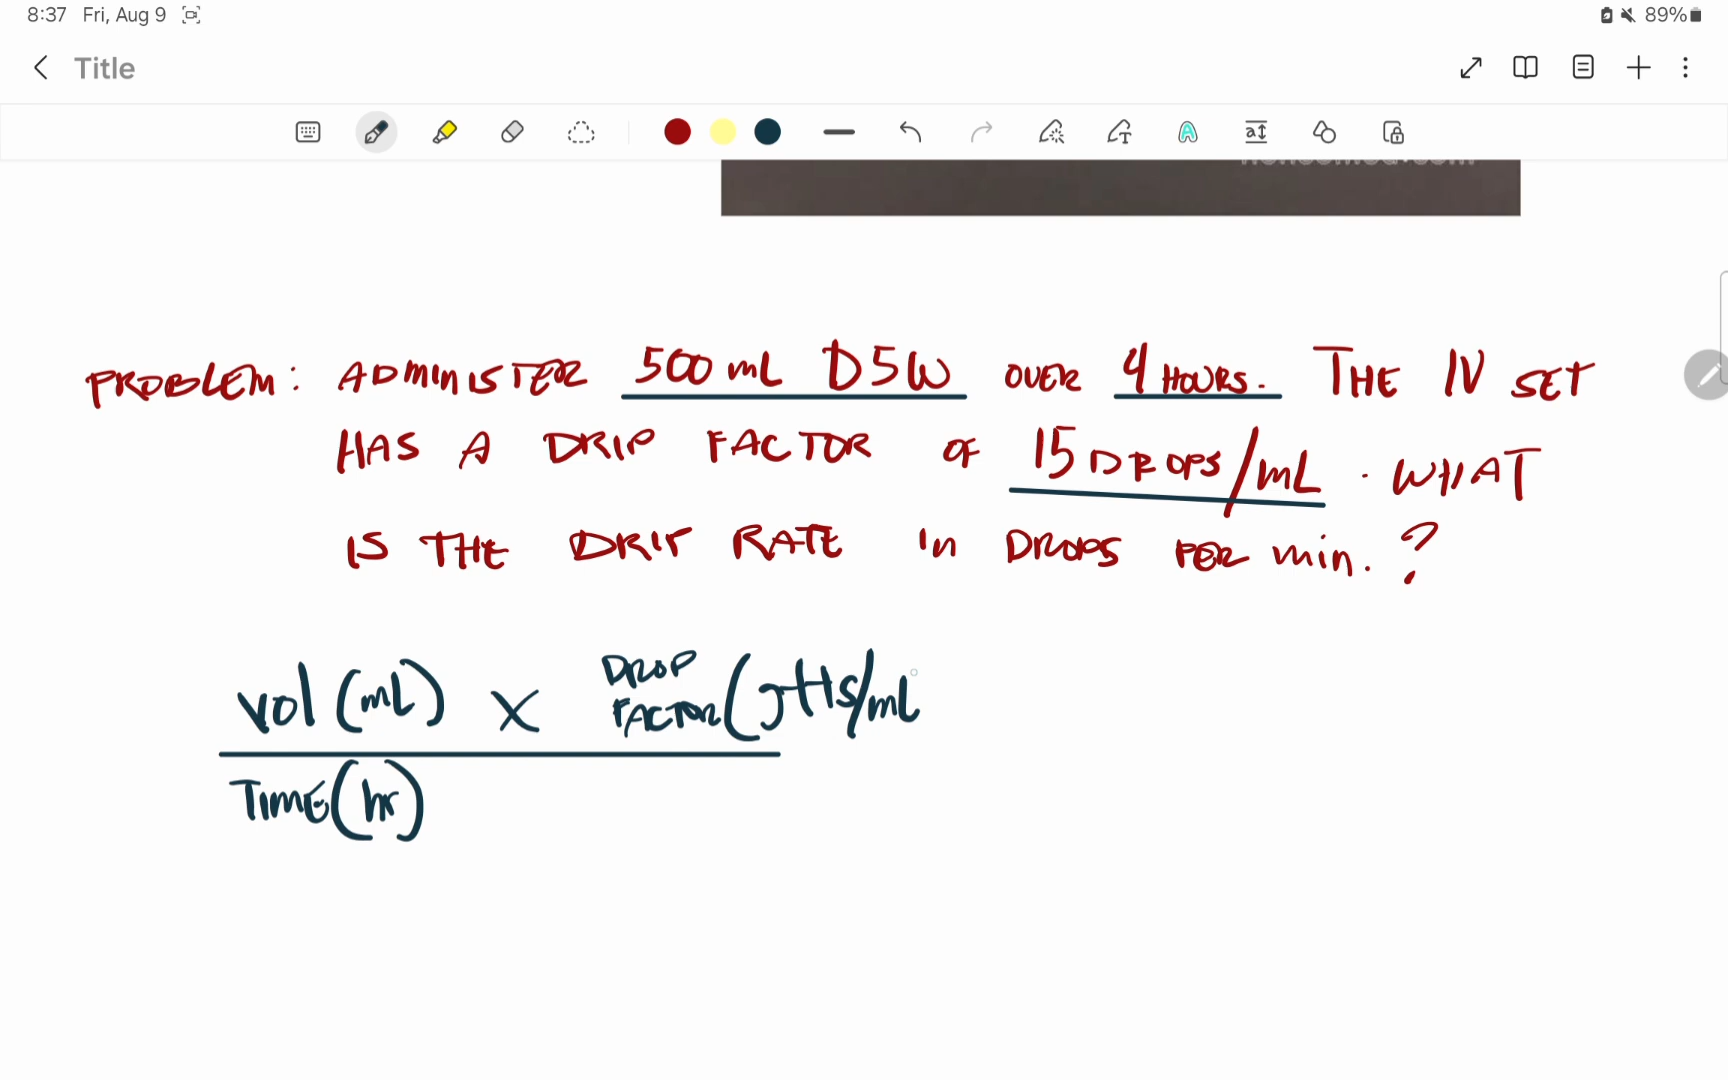 8:37 Fri, Aug 9 89%
Title
PROBLEM: ADMINISTER 500 mL D5W OVER 4 HOURS. THE IV SET
HAS A DRIP FACTOR OF 15 DROPS/mL. WHAT
IS THE DRIP RATE IN DROPS PER min.?
Vol (mL) X DROP FACTOR (gtts/mL
TIME (hr)